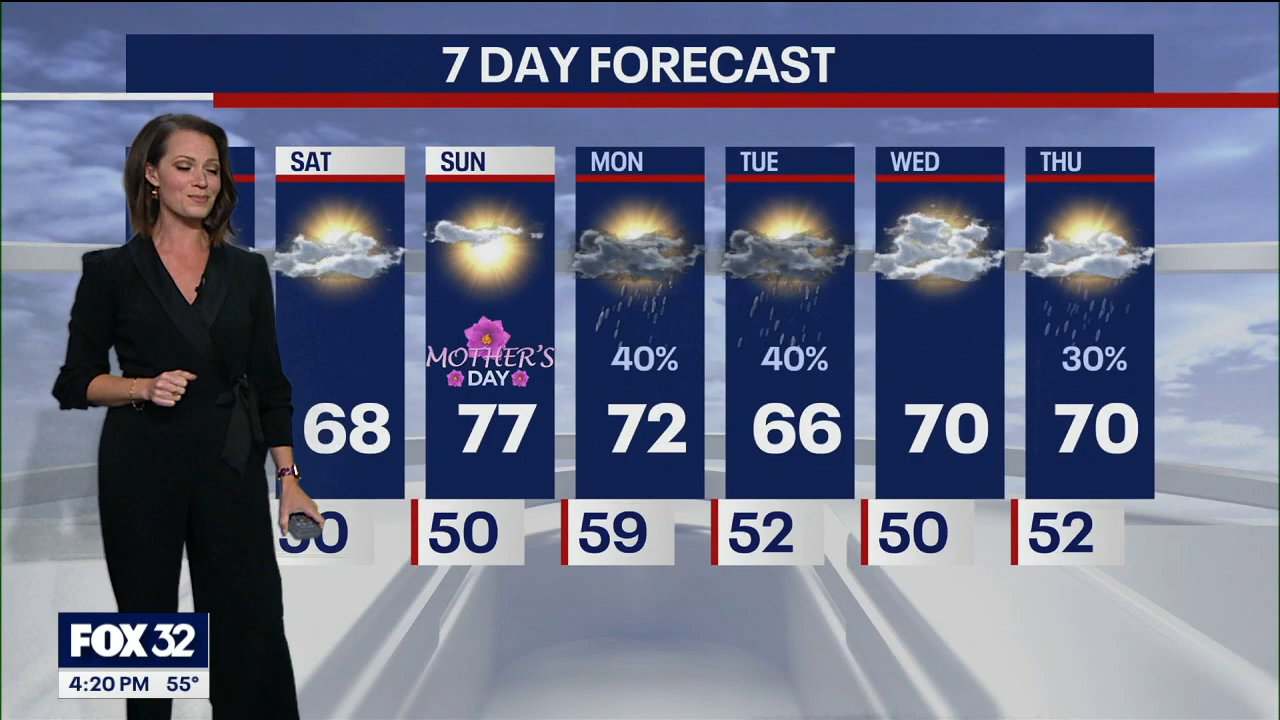 7 DAY FORECAST
SAT SUN MON TUE WED THU
MOTHER'S
DAY
40% 40% 30%
68 77 72 66 70 70
50 59 52 50 52
FOX 32
4:20 PM 55°